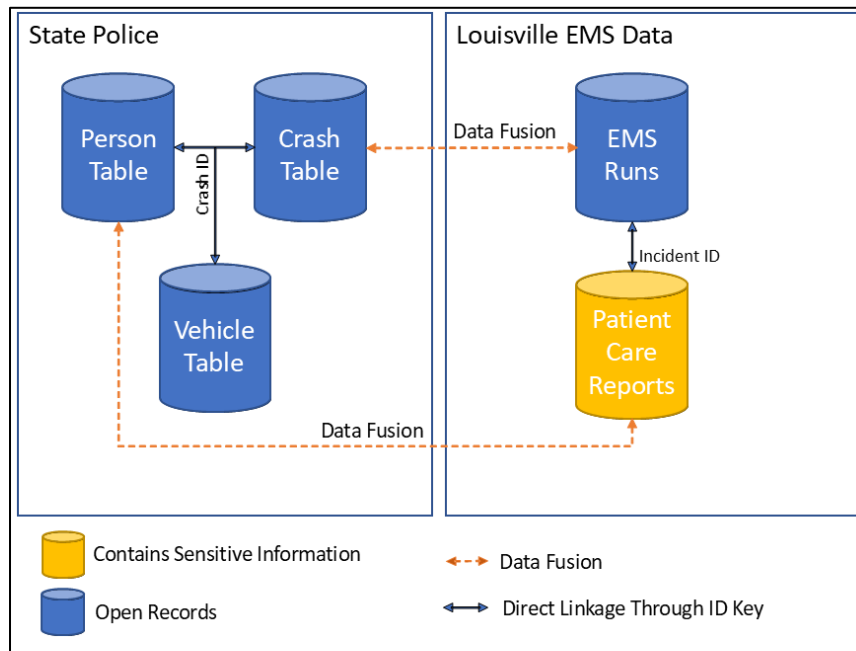 State Police
Louisville EMS Data
Person
Table
Crash ID
Crash
Table
Data Fusion
EMS
Runs
Incident ID
Vehicle
Table
Patient
Care
Reports
Data Fusion
Contains Sensitive Information
Data Fusion
Open Records
Direct Linkage Through ID Key